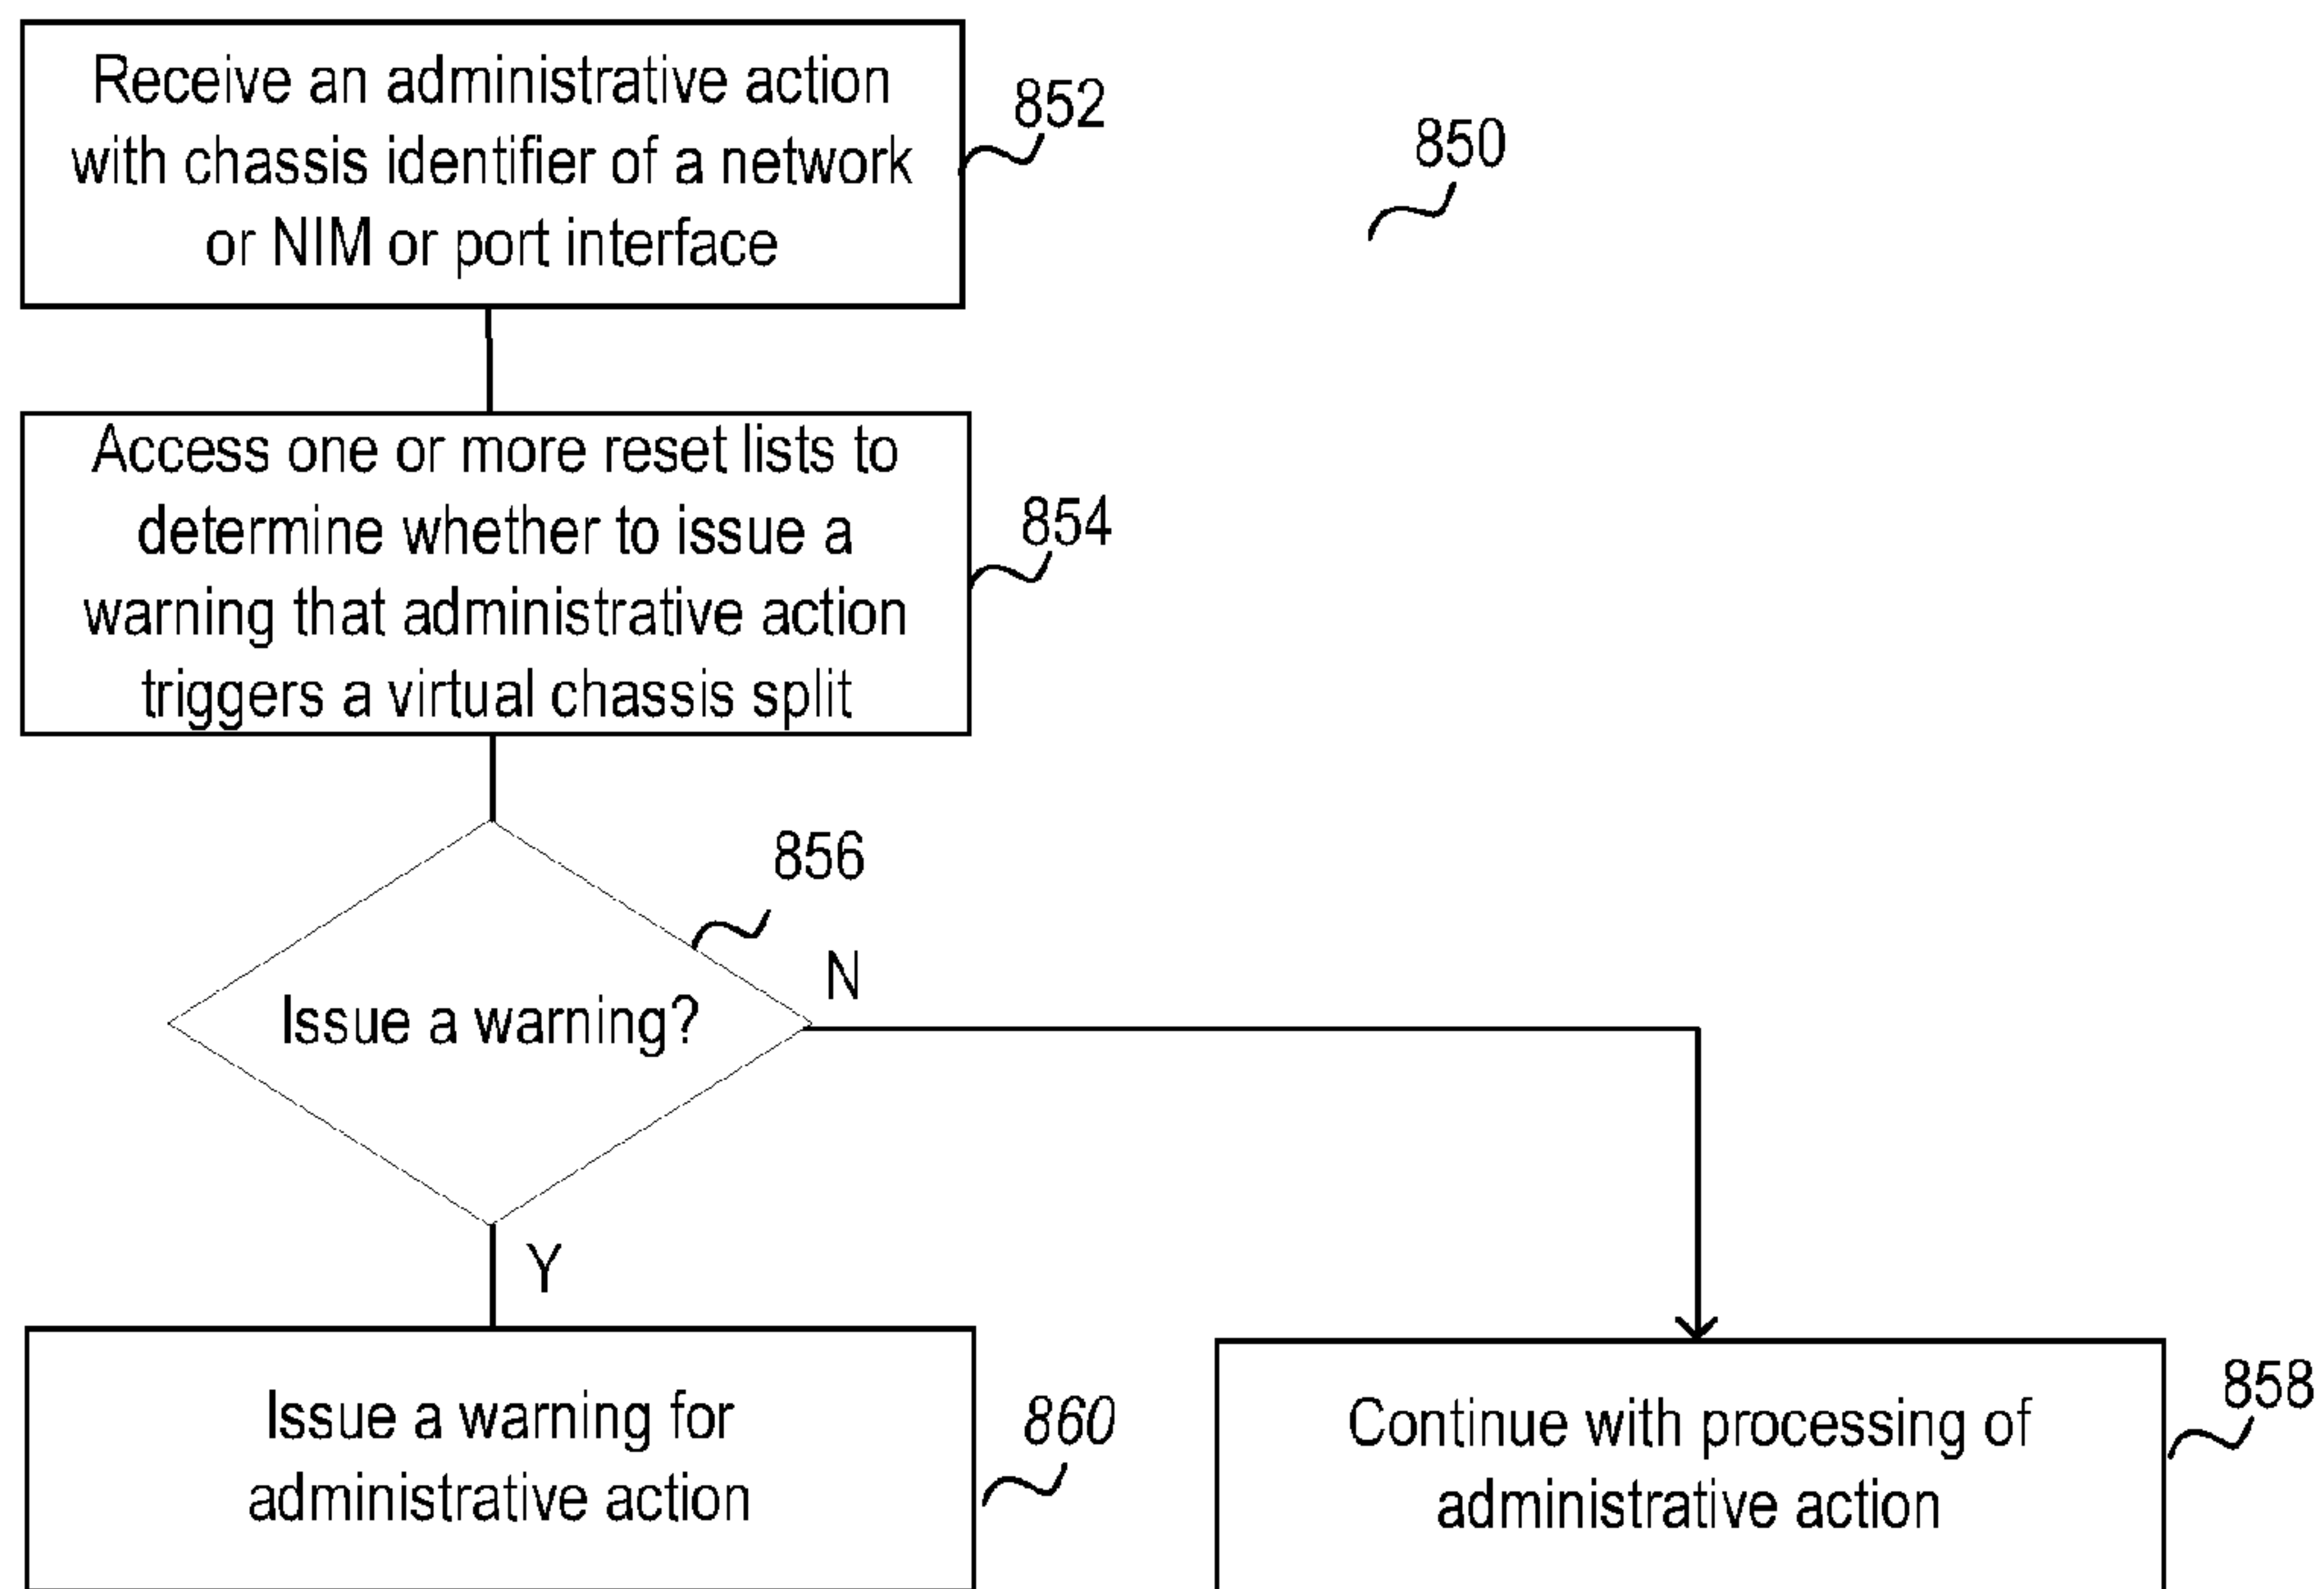 Receive an administrative action
with chassis identifier of a network
or NIM or port interface
852
850
Access one or more reset lists to
determine whether to issue a
warning that administrative action
triggers a virtual chassis split
854
856
Issue a warning?
N
Y
Issue a warning for
administrative action
860
Continue with processing of
administrative action
858